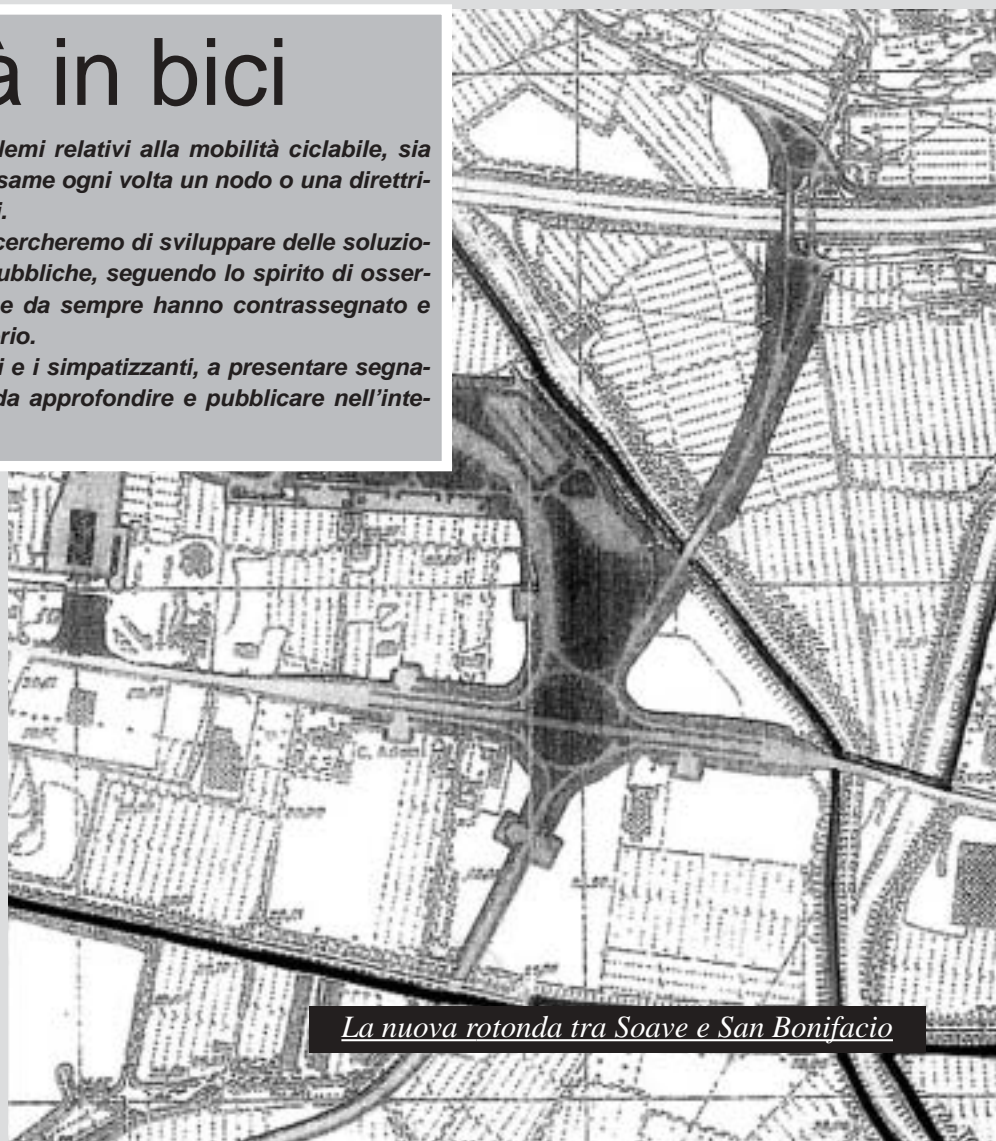 à in bici
lemi relativi alla mobilità ciclabile, sia
same ogni volta un nodo o una direttri-
i.
cercheremo di sviluppare delle soluzio-
ubbliche, seguendo lo spirito di osser-
e da sempre hanno contrassegnato e
rio.
i e i simpatizzanti, a presentare segna-
da approfondire e pubblicare nell'inte-
C. Adami
La nuova rotonda tra Soave e San Bonifacio